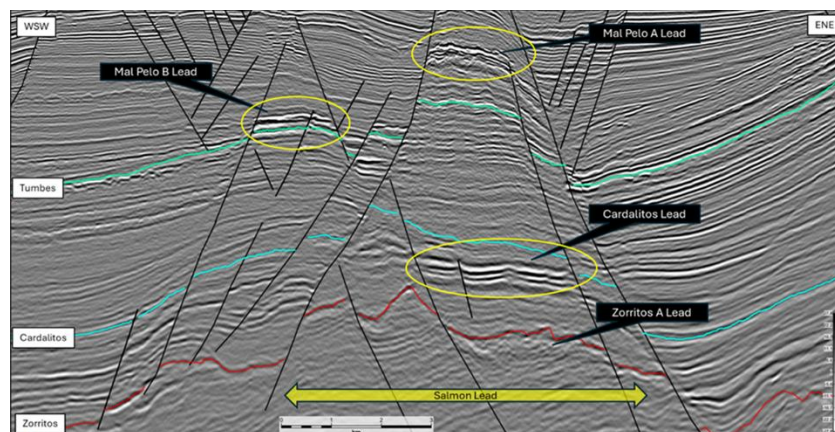 WSW
Mal Pelo A Lead
ENE
Mal Pelo B Lead
Tumbes
Cardalitos Lead
Zorritos A Lead
Cardalitos
Salmon Lead
Zorritos